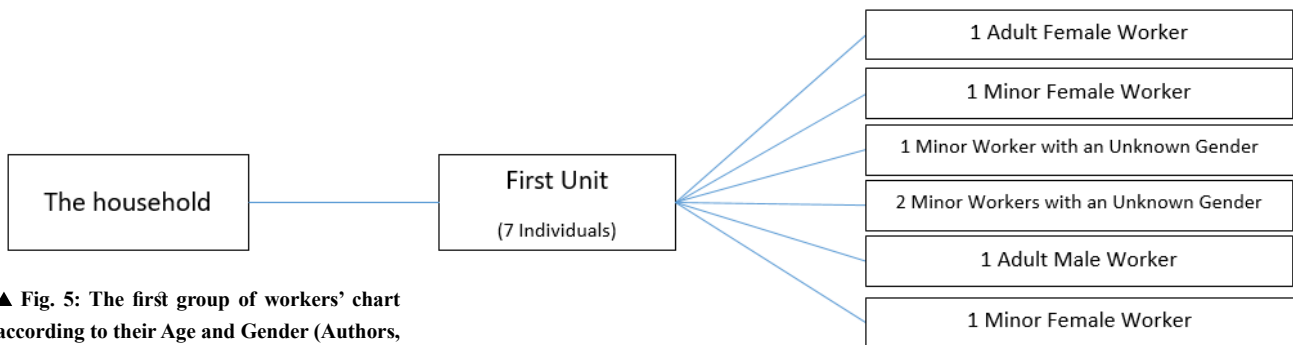 1 Adult Female Worker
1 Minor Female Worker
1 Minor Worker with an Unknown Gender
2 Minor Workers with an Unknown Gender
1 Adult Male Worker
1 Minor Female Worker
First Unit
(7 Individuals)
The household
▲ Fig. 5: The first group of workers' chart
according to their Age and Gender (Authors,